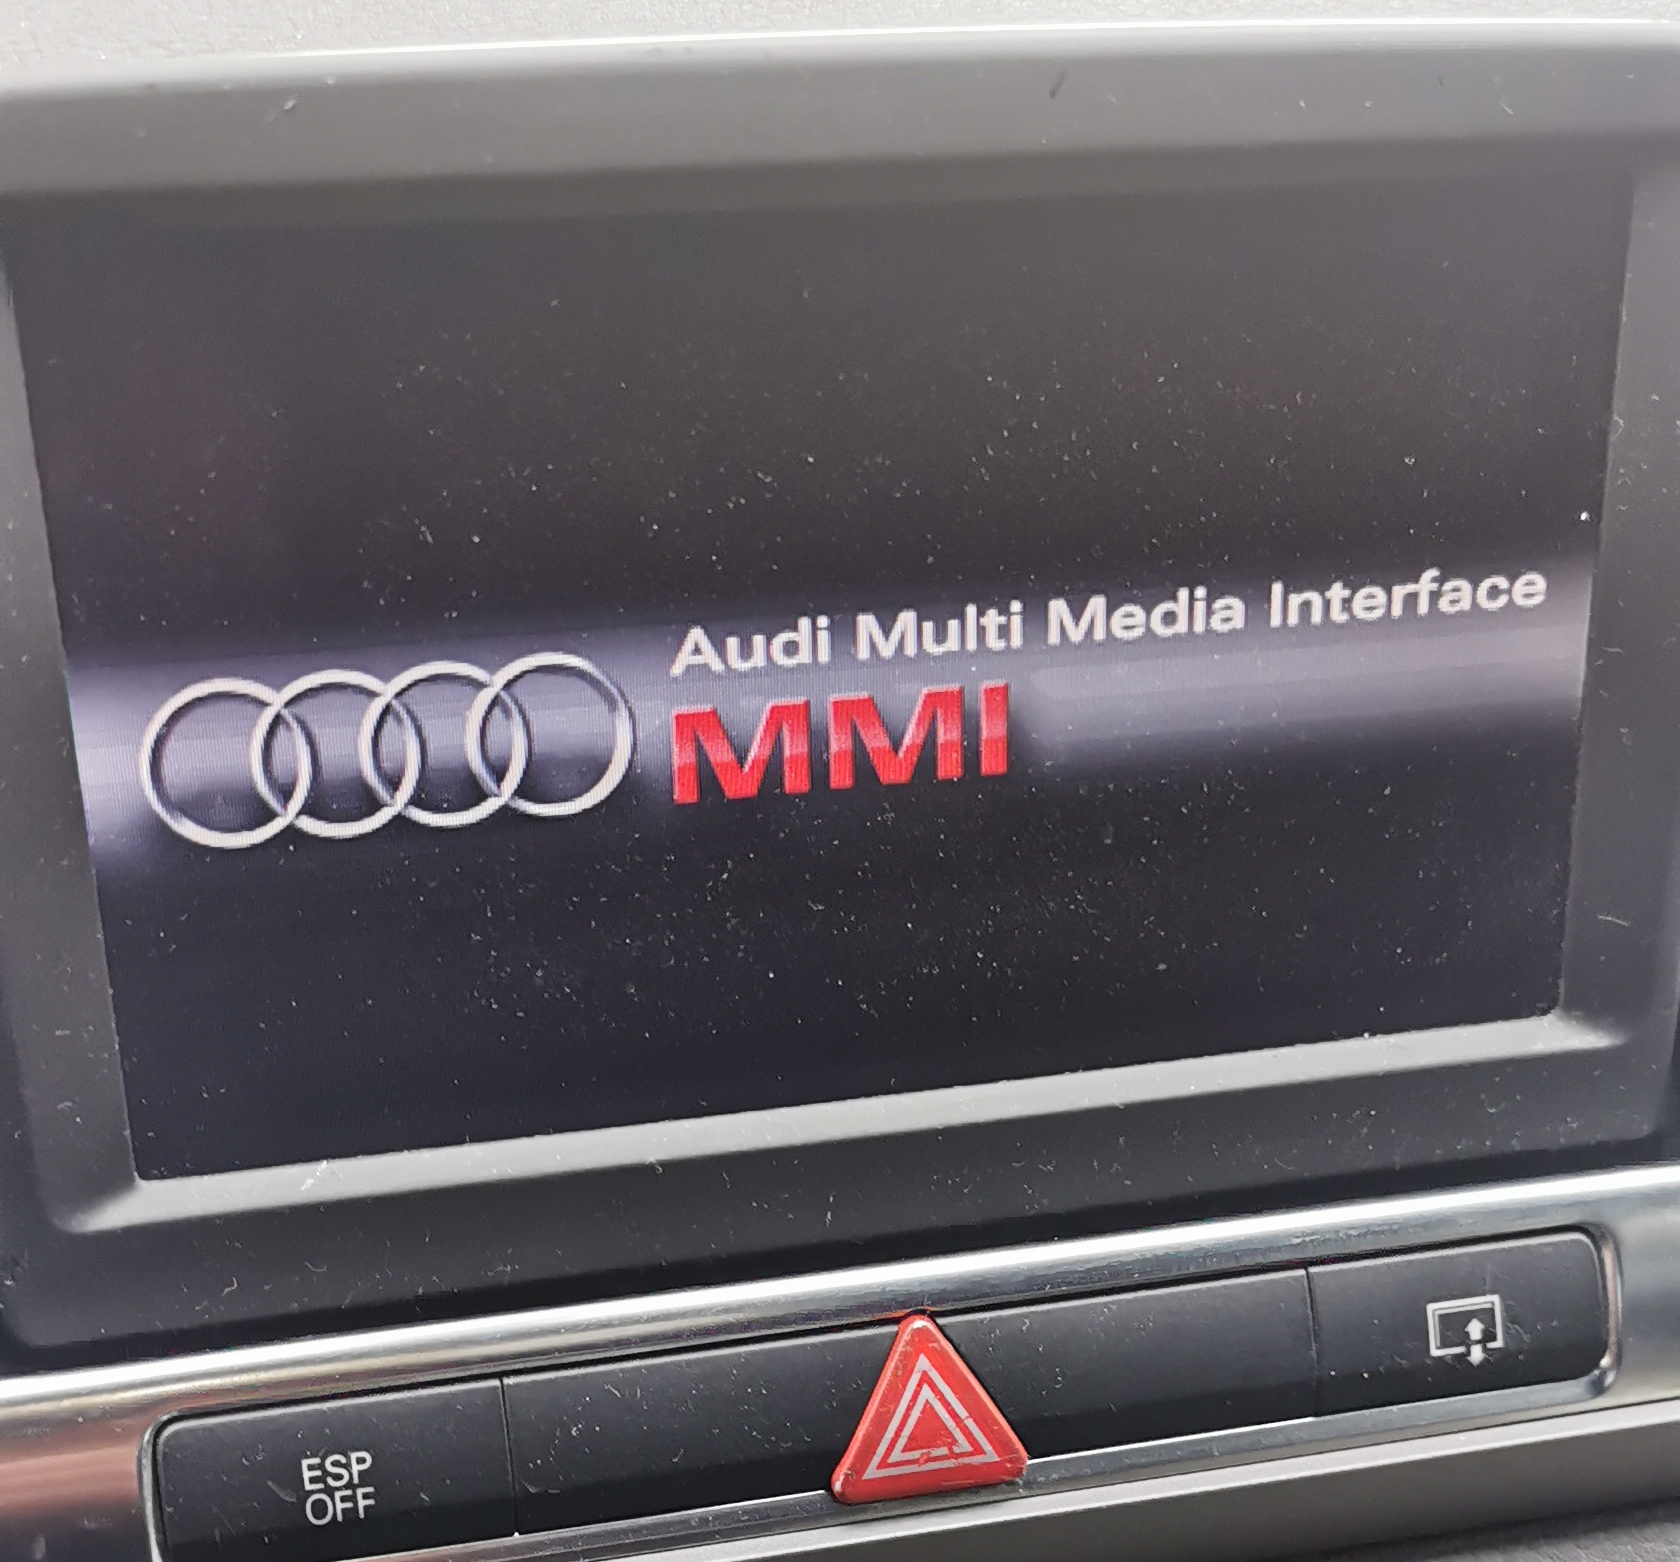 Audi Multi Media Interface
MMI
ESP
OFF